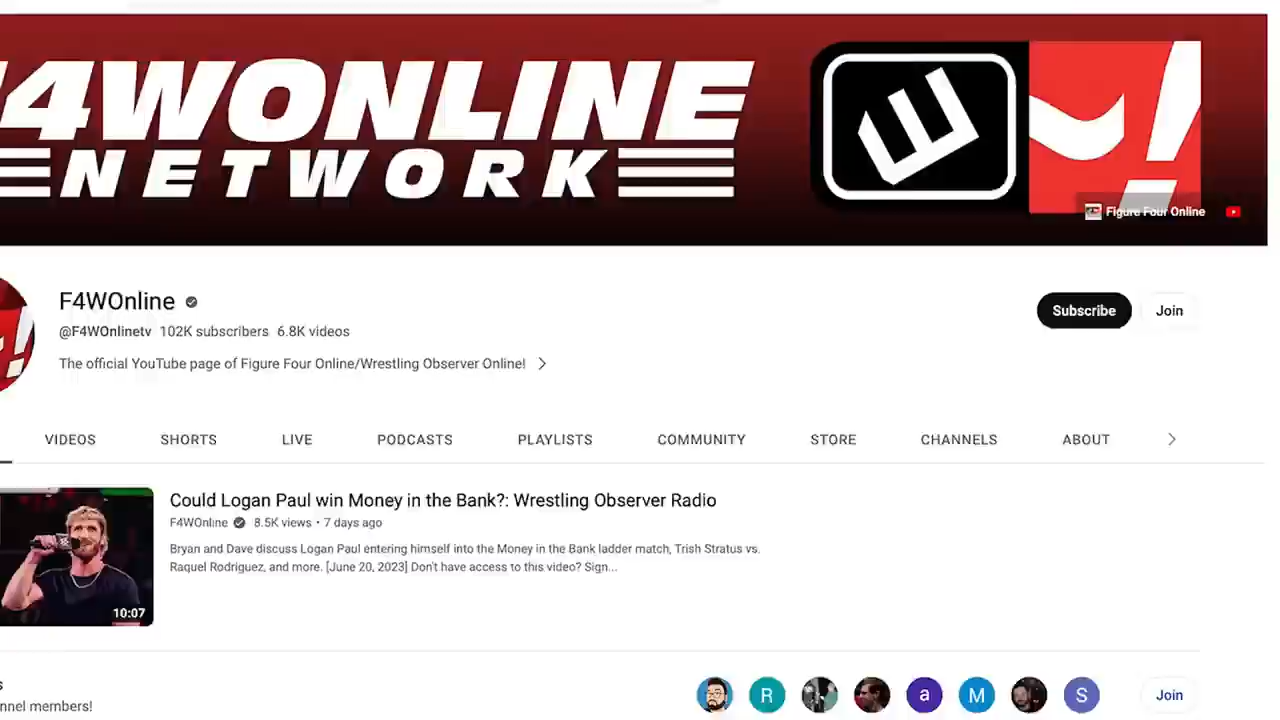 F4WONLINE
NETWORK
Figure Four Online
F4WOnline
@F4WOnlinetv 102K subscribers 6.8K videos
The official YouTube page of Figure Four Online/Wrestling Observer Online!
Subscribe
Join
VIDEOS SHORTS LIVE PODCASTS PLAYLISTS COMMUNITY STORE CHANNELS ABOUT
Could Logan Paul win Money in the Bank?: Wrestling Observer Radio
F4WOnline 8.5K views • 7 days ago
Bryan and Dave discuss Logan Paul entering himself into the Money in the Bank ladder match, Trish Stratus vs.
Raquel Rodriguez, and more. [June 20, 2023] Don't have access to this video? Sign...
10:07
s
nnel members!
R
a
M
S
Join